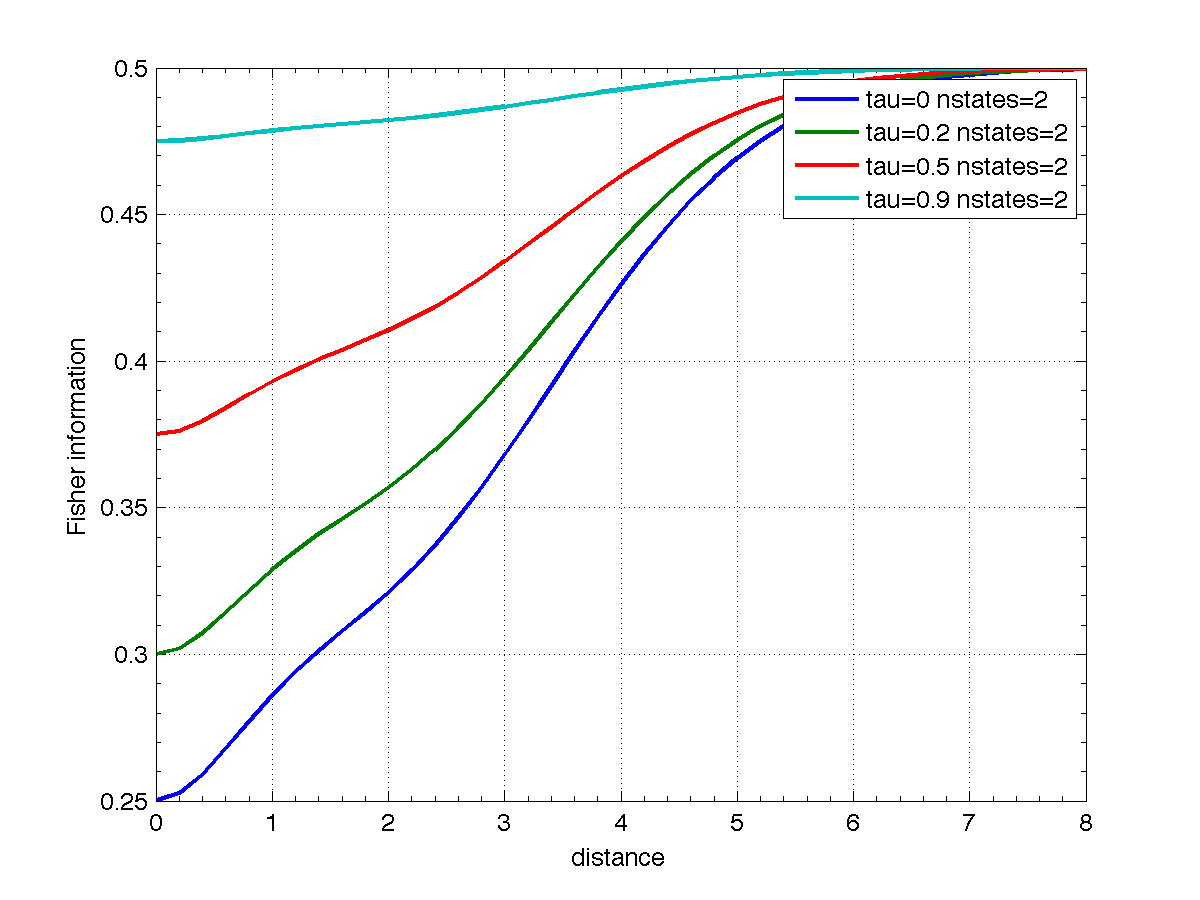 0.5
0.45
0.4
0.35
0.3
0.25
Fisher information
0 1 2 3 4 5 6 7 8
distance
tau=0 nstates=2
tau=0.2 nstates=2
tau=0.5 nstates=2
tau=0.9 nstates=2